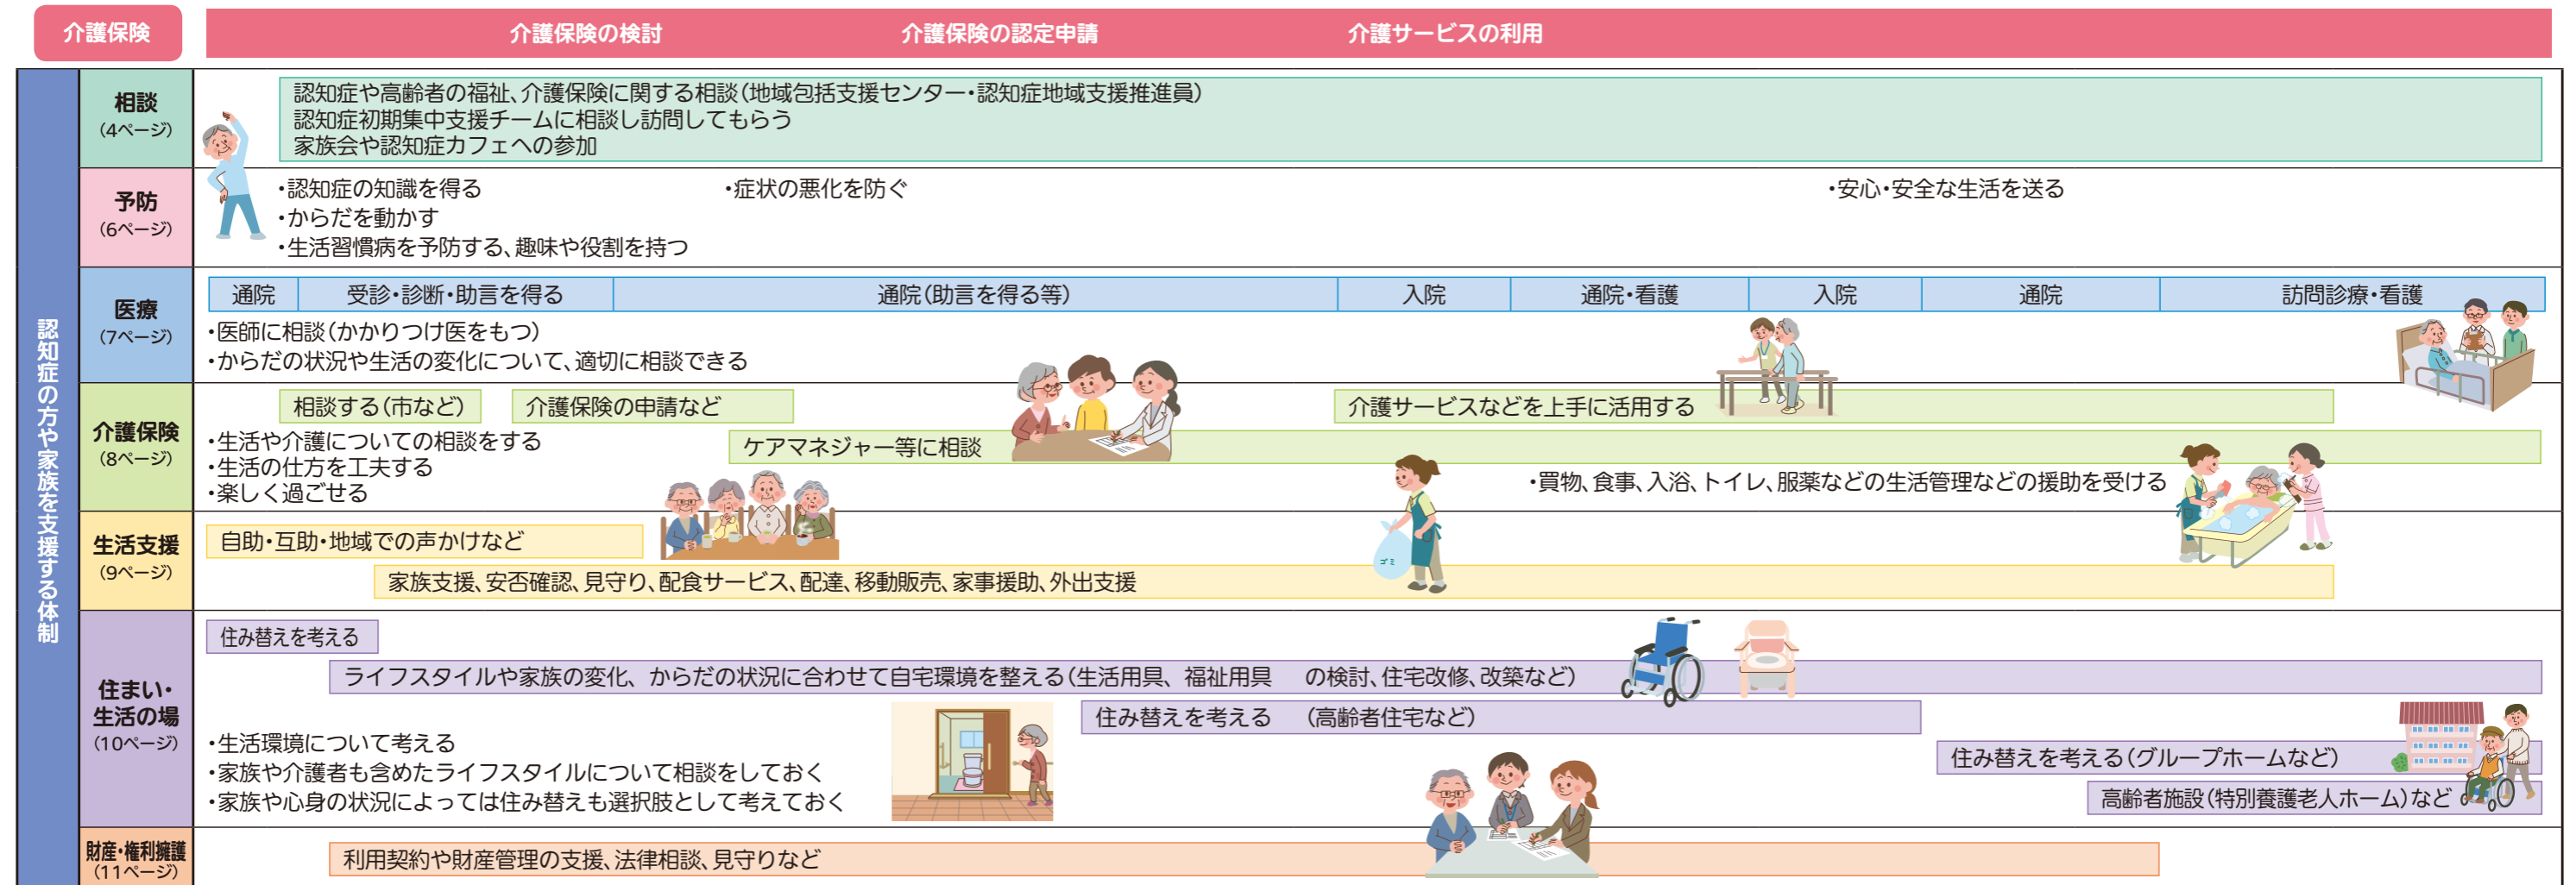 介護保険
介護保険の検討
介護保険の認定申請
介護サービスの利用
認知症の方や家族を支援する体制
相談
(4ページ)
認知症や高齢者の福祉、介護保険に関する相談(地域包括支援センター・認知症地域支援推進員)
認知症初期集中支援チームに相談し訪問してもらう
家族会や認知症カフェへの参加
予防
(6ページ)
・認知症の知識を得る
・からだを動かす
・生活習慣病を予防する、趣味や役割を持つ
・症状の悪化を防ぐ
・安心・安全な生活を送る
医療
(7ページ)
通院
受診・診断・助言を得る
通院(助言を得る等)
入院
通院・看護
入院
通院
訪問診療・看護
・医師に相談(かかりつけ医をもつ)
・からだの状況や生活の変化について、適切に相談できる
介護保険
(8ページ)
相談する(市など)
介護保険の申請など
介護サービスなどを上手に活用する
ケアマネジャー等に相談
・生活や介護についての相談をする
・生活の仕方を工夫する
・楽しく過ごせる
・買物、食事、入浴、トイレ、服薬などの生活管理などの援助を受ける
生活支援
(9ページ)
自助・互助・地域での声かけなど
家族支援、安否確認、見守り、配食サービス、配達、移動販売、家事援助、外出支援
ゴミ
住まい・
生活の場
(10ページ)
住み替えを考える
ライフスタイルや家族の変化、からだの状況に合わせて自宅環境を整える(生活用具、福祉用具 の検討、住宅改修、改築など)
住み替えを考える (高齢者住宅など)
住み替えを考える(グループホームなど)
高齢者施設(特別養護老人ホーム)など
・生活環境について考える
・家族や介護者も含めたライフスタイルについて相談をしておく
・家族や心身の状況によっては住み替えも選択肢として考えておく
財産・権利擁護
(11ページ)
利用契約や財産管理の支援、法律相談、見守りなど